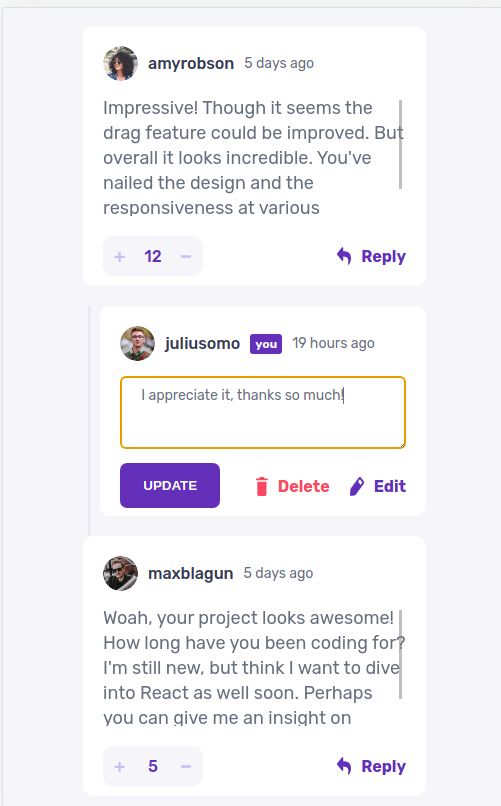 amyrobson 5 days ago
Impressive! Though it seems the
drag feature could be improved. But
overall it looks incredible. You've
nailed the design and the
responsiveness at various
+ 12 − Reply
juliusomo you 19 hours ago
I appreciate it, thanks so much!
UPDATE Delete Edit
maxblagun 5 days ago
Woah, your project looks awesome!
How long have you been coding for?
I'm still new, but think I want to dive
into React as well soon. Perhaps
you can give me an insight on
+ 5 − Reply